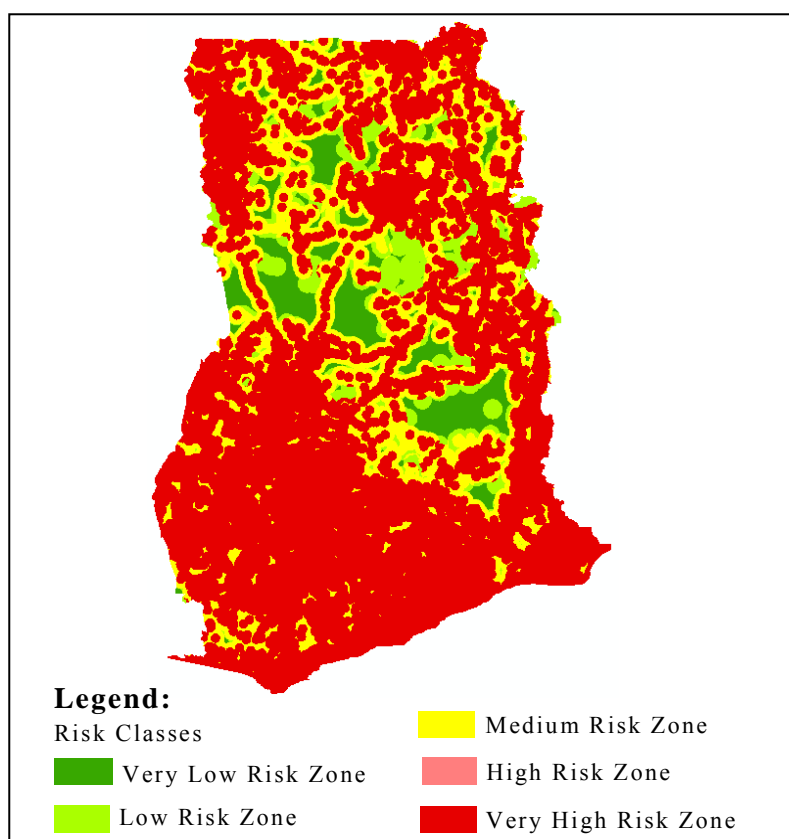 Legend:
Risk Classes
Very Low Risk Zone
Low Risk Zone
Medium Risk Zone
High Risk Zone
Very High Risk Zone